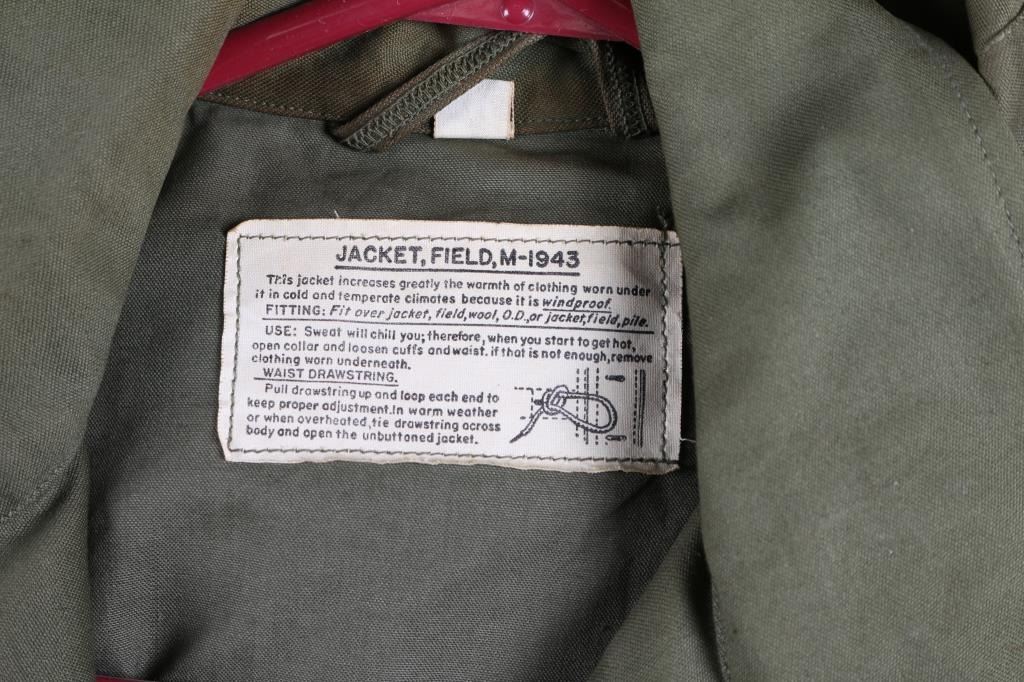 JACKET, FIELD, M-1943
This jacket increases greatly the warmth of clothing worn under
it in cold and temperate climates because it is windproof.
FITTING: Fit over jacket, field, wool, O.D., or jacket, field, pile.
USE: Sweat will chill you; therefore, when you start to get hot,
open collar and loosen cuffs and waist. if that is not enough, remove
clothing worn underneath.
WAIST DRAWSTRING.
Pull drawstring up and loop each end to
keep proper adjustment. In warm weather
or when overheated, tie drawstring across
body and open the unbuttoned jacket.